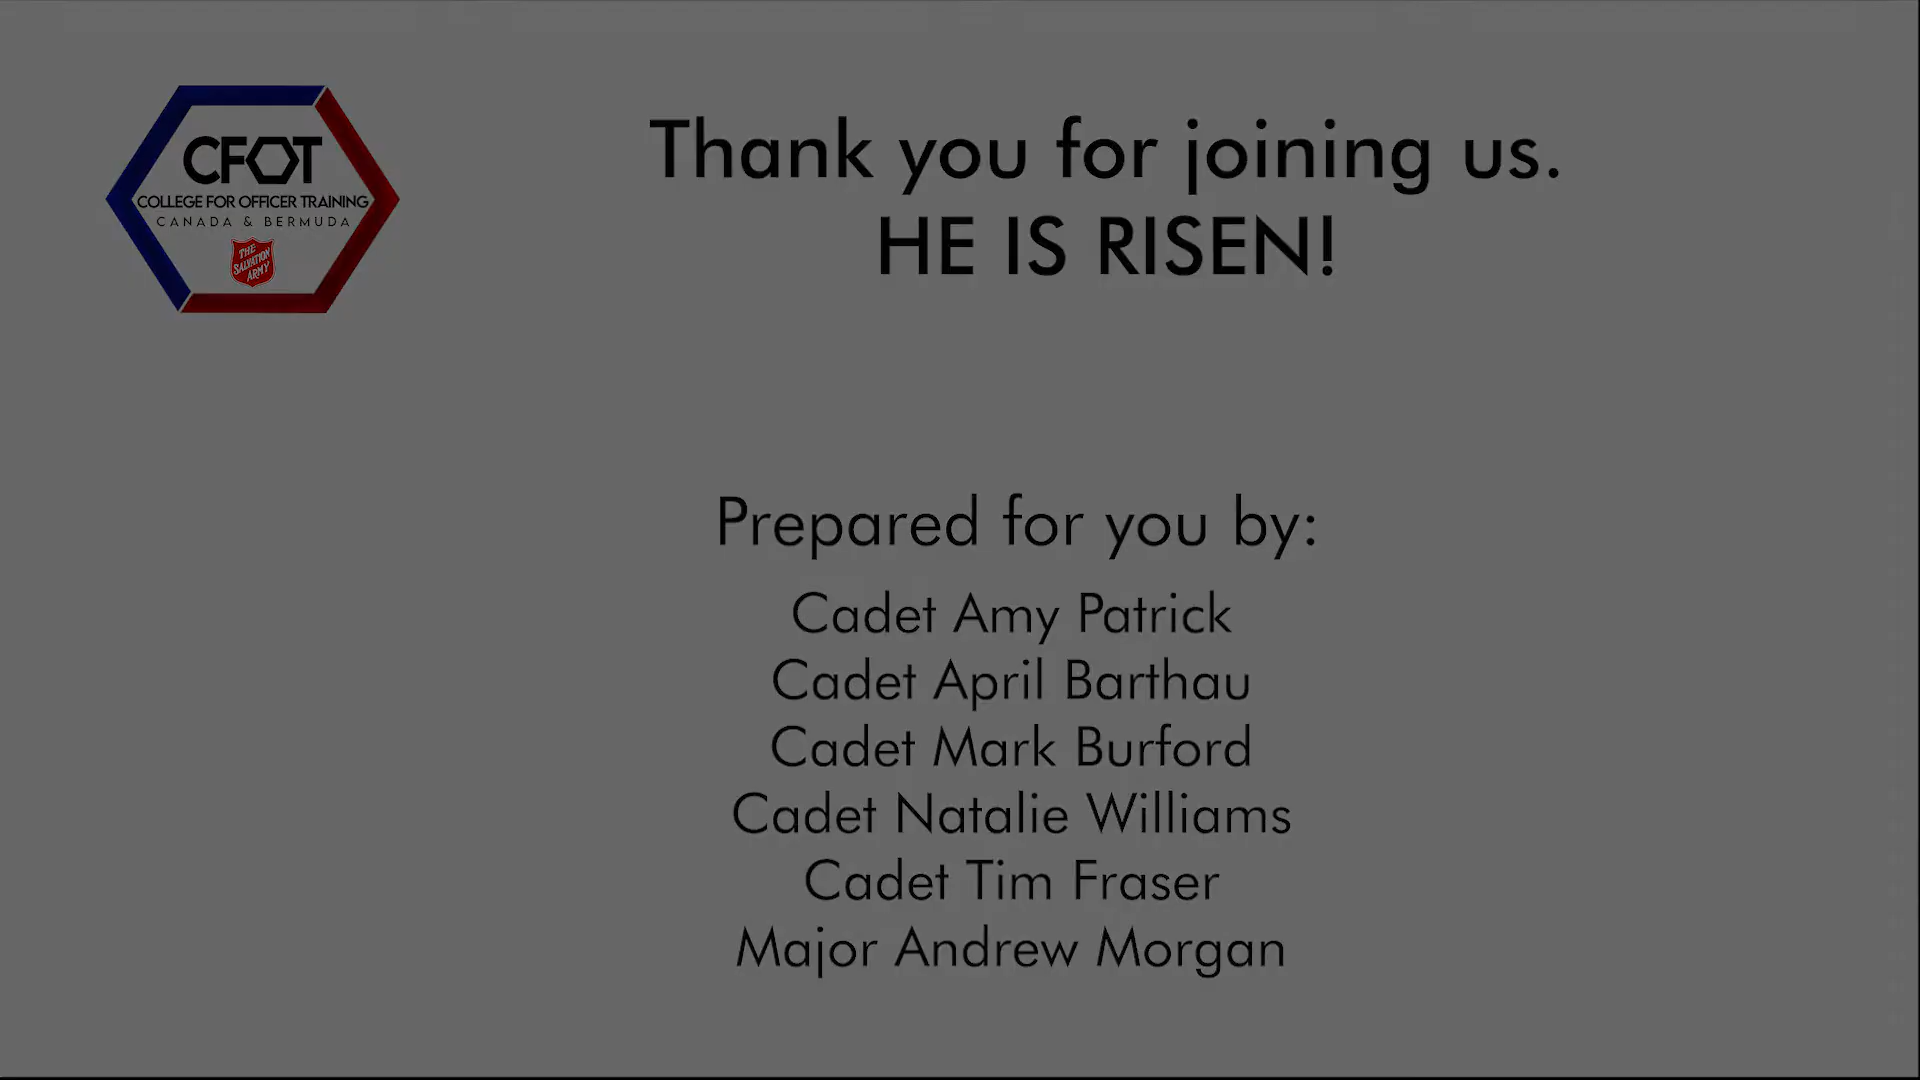 CFOT
COLLEGE FOR OFFICER TRAINING
CANADA & BERMUDA
THE
SALVATION
ARMY
Thank you for joining us.
HE IS RISEN!
Prepared for you by:
Cadet Amy Patrick
Cadet April Barthau
Cadet Mark Burford
Cadet Natalie Williams
Cadet Tim Fraser
Major Andrew Morgan